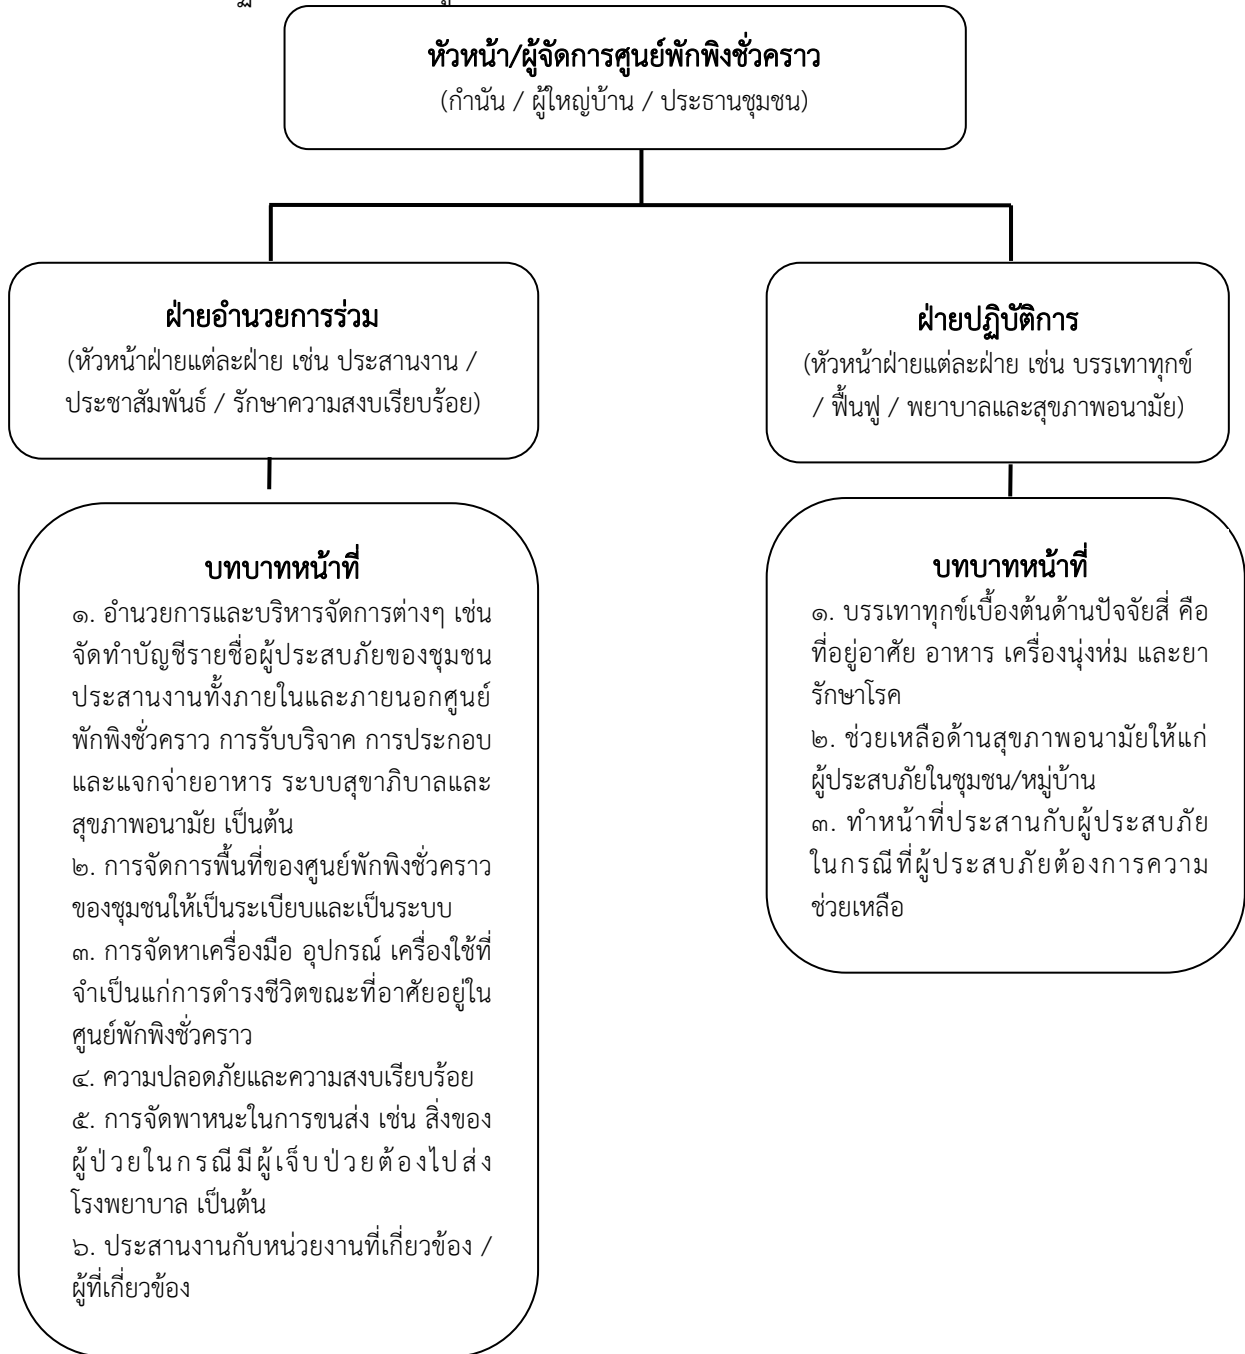 หัวหน้า/ผู้จัดการศูนย์พักพิงชั่วคราว
(กำนัน / ผู้ใหญ่บ้าน / ประธานชุมชน)
ฝ่ายอำนวยการร่วม
(หัวหน้าฝ่ายแต่ละฝ่าย เช่น ประสานงาน /
ประชาสัมพันธ์ / รักษาความสงบเรียบร้อย)
ฝ่ายปฏิบัติการ
(หัวหน้าฝ่ายแต่ละฝ่าย เช่น บรรเทาทุกข์
/ ฟื้นฟู / พยาบาลและสุขภาพอนามัย)
บทบาทหน้าที่
๑. อำนวยการและบริหารจัดการต่างๆ เช่น
จัดทำบัญชีรายชื่อผู้ประสบภัยของชุมชน
ประสานงานทั้งภายในและภายนอกศูนย์
พักพิงชั่วคราว การรับบริจาค การประกอบ
และแจกจ่ายอาหาร ระบบสุขาภิบาลและ
สุขภาพอนามัย เป็นต้น
๒. การจัดการพื้นที่ของศูนย์พักพิงชั่วคราว
ของชุมชนให้เป็นระเบียบและเป็นระบบ
๓. การจัดหาเครื่องมือ อุปกรณ์ เครื่องใช้ที่
จำเป็นแก่การดำรงชีวิตขณะที่อาศัยอยู่ใน
ศูนย์พักพิงชั่วคราว
๔. ความปลอดภัยและความสงบเรียบร้อย
๕. การจัดพาหนะในการขนส่ง เช่น สิ่งของ
ผู้ป่วยในกรณีมีผู้เจ็บป่วยต้องไปส่ง
โรงพยาบาล เป็นต้น
๖. ประสานงานกับหน่วยงานที่เกี่ยวข้อง /
ผู้ที่เกี่ยวข้อง
บทบาทหน้าที่
๑. บรรเทาทุกข์เบื้องต้นด้านปัจจัยสี่ คือ
ที่อยู่อาศัย อาหาร เครื่องนุ่งห่ม และยา
รักษาโรค
๒. ช่วยเหลือด้านสุขภาพอนามัยให้แก่
ผู้ประสบภัยในชุมชน/หมู่บ้าน
๓. ทำหน้าที่ประสานกับผู้ประสบภัย
ในกรณีที่ผู้ประสบภัยต้องการความ
ช่วยเหลือ